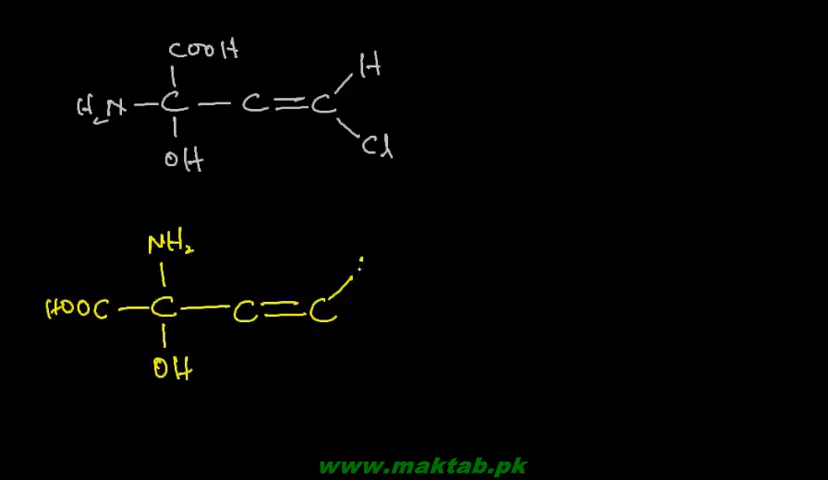 COOH
H
H₂N — C — C = C
Cl
OH
NH₂
HOOC — C — C = C
OH
www.maktab.pk